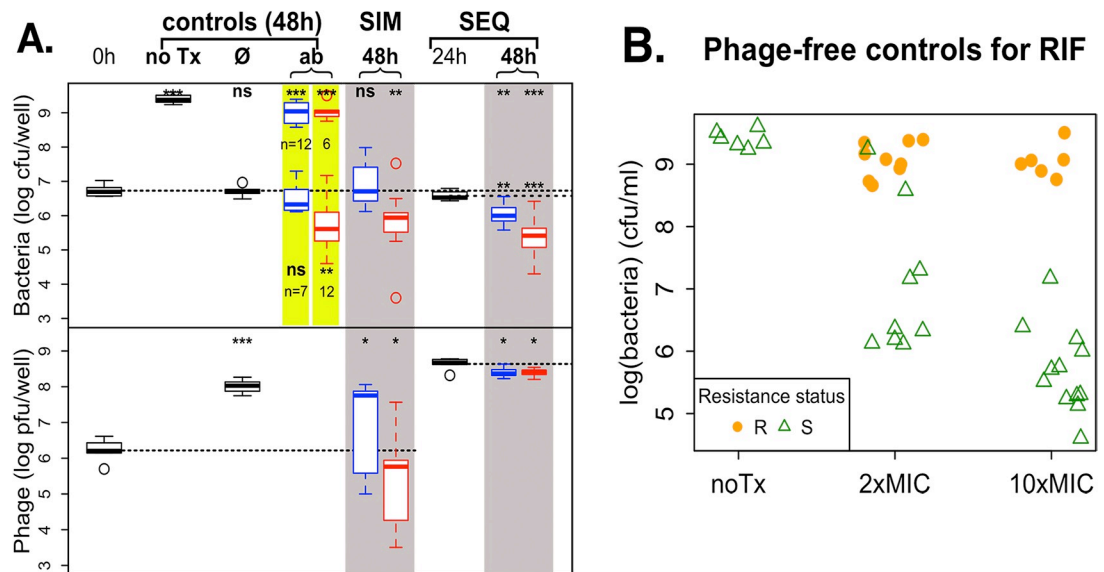 A.
controls (48h) SIM SEQ
0h no Tx Ø ab 48h 24h 48h
*** ns *** *** ns ** ** ***
n=12 6
** ***
ns **
n=7 12
Bacteria (log cfu/well)
9
8
7
6
5
4
3
*** * * * *
Phage (log pfu/well)
9
8
7
6
5
4
3
B. Phage-free controls for RIF
log(bacteria) (cfu/ml)
9
8
7
6
5
Resistance status
R S
noTx 2xMIC 10xMIC